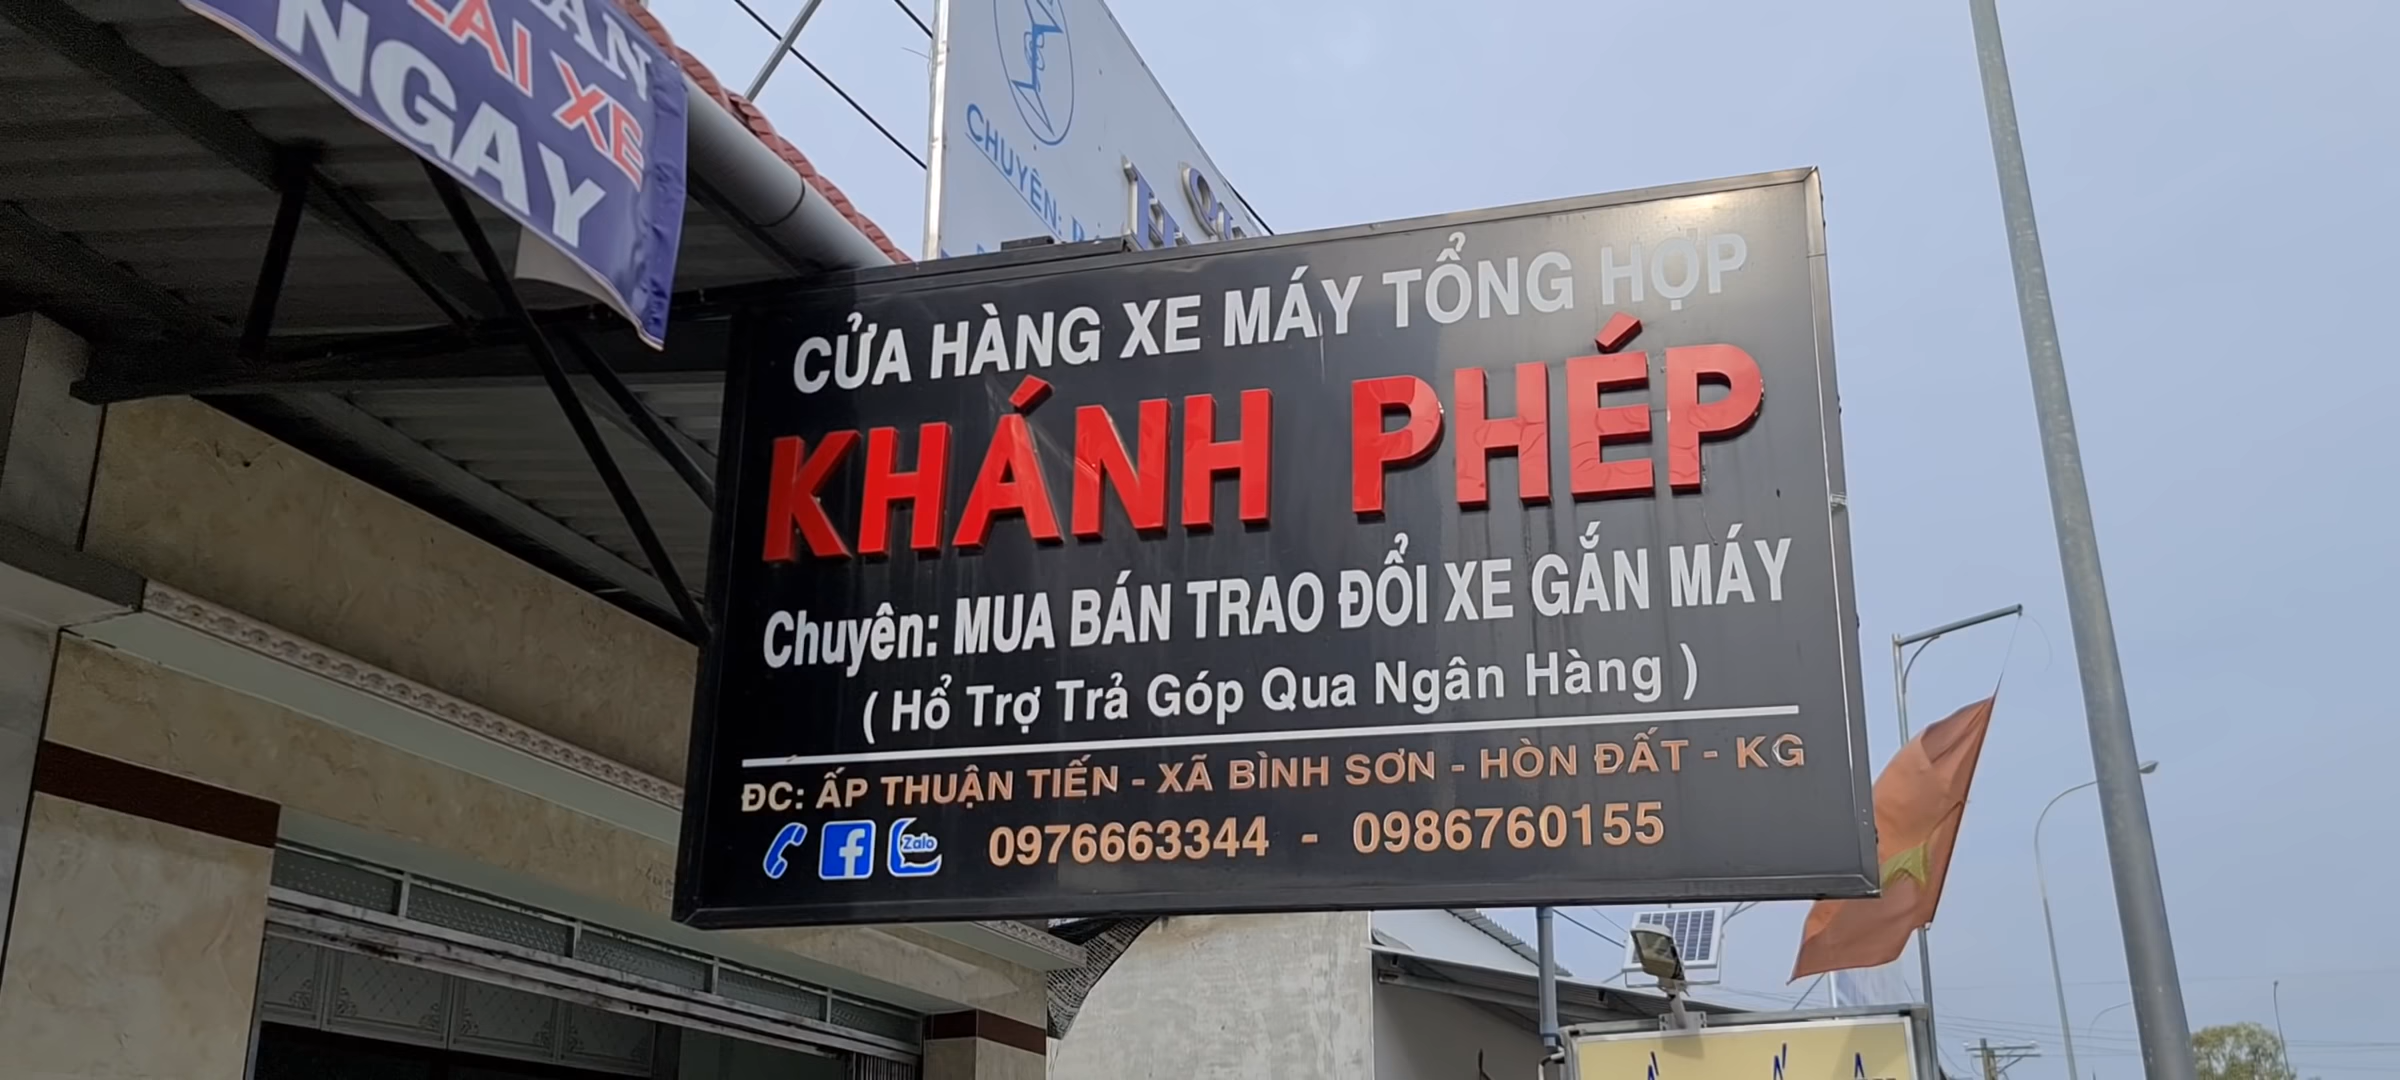 LÁI XE
NGAY
CHUYÊN:
CỬA HÀNG XE MÁY TỔNG HỢP
KHÁNH PHÉP
Chuyên: MUA BÁN TRAO ĐỔI XE GẮN MÁY
( Hổ Trợ Trả Góp Qua Ngân Hàng )
ĐC: ẤP THUẬN TIẾN - XÃ BÌNH SƠN - HÒN ĐẤT - KG
Zalo 0976663344 - 0986760155